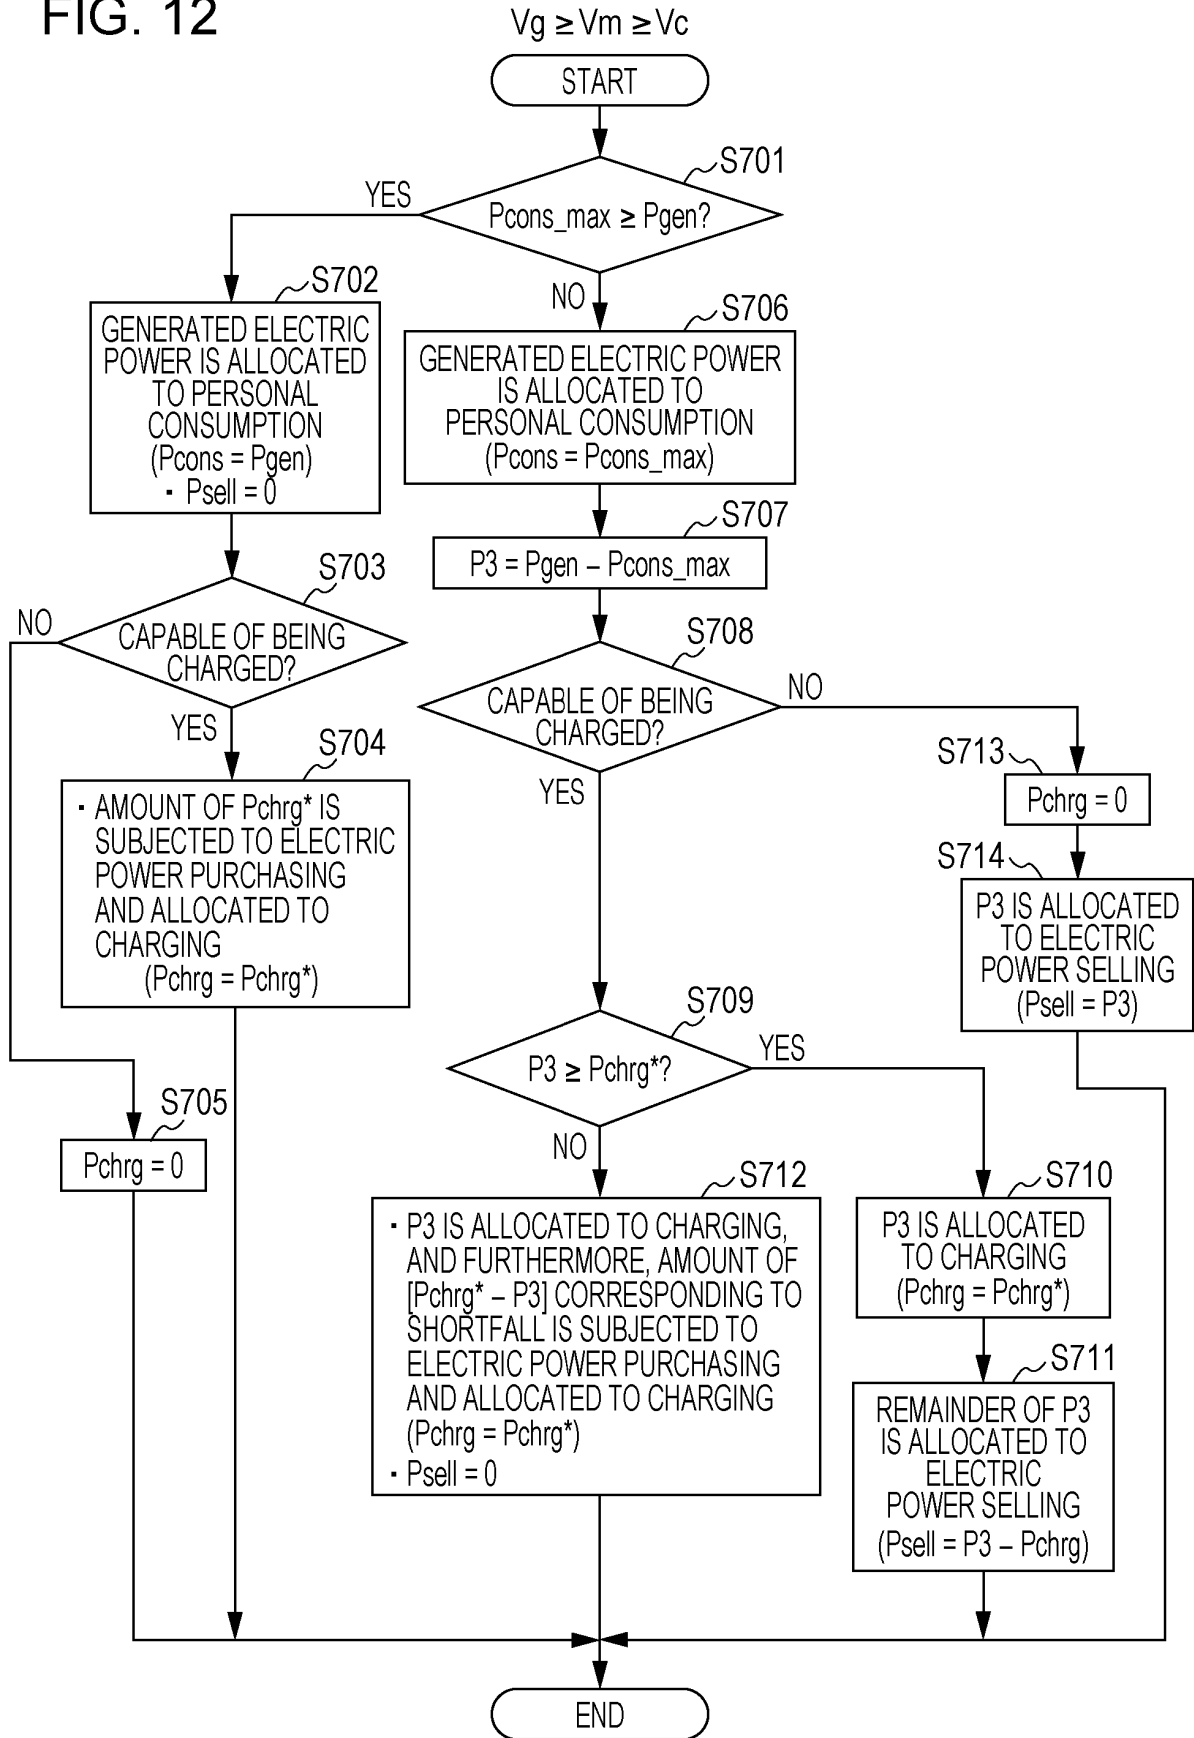 FIG. 12
Vg ≥ Vm ≥ Vc
START
S701
Pcons_max ≥ Pgen?
YES
NO
S702
GENERATED ELECTRIC
POWER IS ALLOCATED
TO PERSONAL
CONSUMPTION
(Pcons = Pgen)
▪ Psell = 0
S703
CAPABLE OF BEING
CHARGED?
NO
YES
S704
▪ AMOUNT OF Pchrg* IS
SUBJECTED TO ELECTRIC
POWER PURCHASING
AND ALLOCATED TO
CHARGING
(Pchrg = Pchrg*)
S705
Pchrg = 0
S706
GENERATED ELECTRIC POWER
IS ALLOCATED TO
PERSONAL CONSUMPTION
(Pcons = Pcons_max)
S707
P3 = Pgen – Pcons_max
S708
CAPABLE OF BEING
CHARGED?
NO
YES
S713
Pchrg = 0
S714
P3 IS ALLOCATED
TO ELECTRIC
POWER SELLING
(Psell = P3)
S709
P3 ≥ Pchrg*?
YES
NO
S712
▪ P3 IS ALLOCATED TO CHARGING,
AND FURTHERMORE, AMOUNT OF
[Pchrg* – P3] CORRESPONDING TO
SHORTFALL IS SUBJECTED TO
ELECTRIC POWER PURCHASING
AND ALLOCATED TO CHARGING
(Pchrg = Pchrg*)
▪ Psell = 0
S710
P3 IS ALLOCATED
TO CHARGING
(Pchrg = Pchrg*)
S711
REMAINDER OF P3
IS ALLOCATED TO
ELECTRIC
POWER SELLING
(Psell = P3 – Pchrg)
END